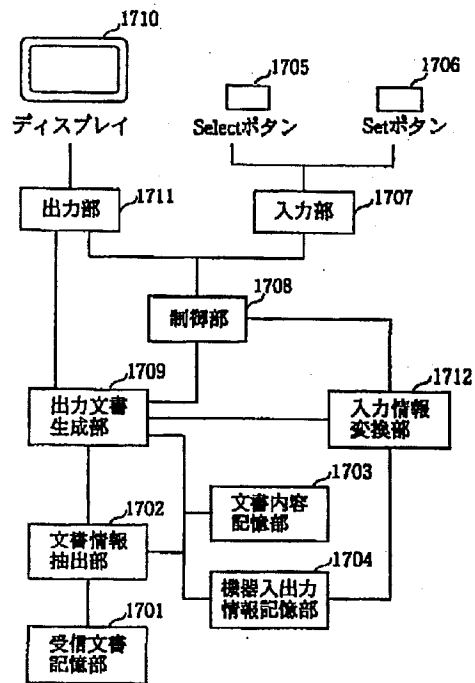 1710
ディスプレイ
1705
Selectボタン
1706
Setボタン
出力部
1711
入力部
1707
1708
制御部
1709
出力文書
生成部
1712
入力情報
変換部
1703
文書内容
記憶部
1702
文書情報
抽出部
1704
機器入出力
情報記憶部
1701
受信文書
記憶部